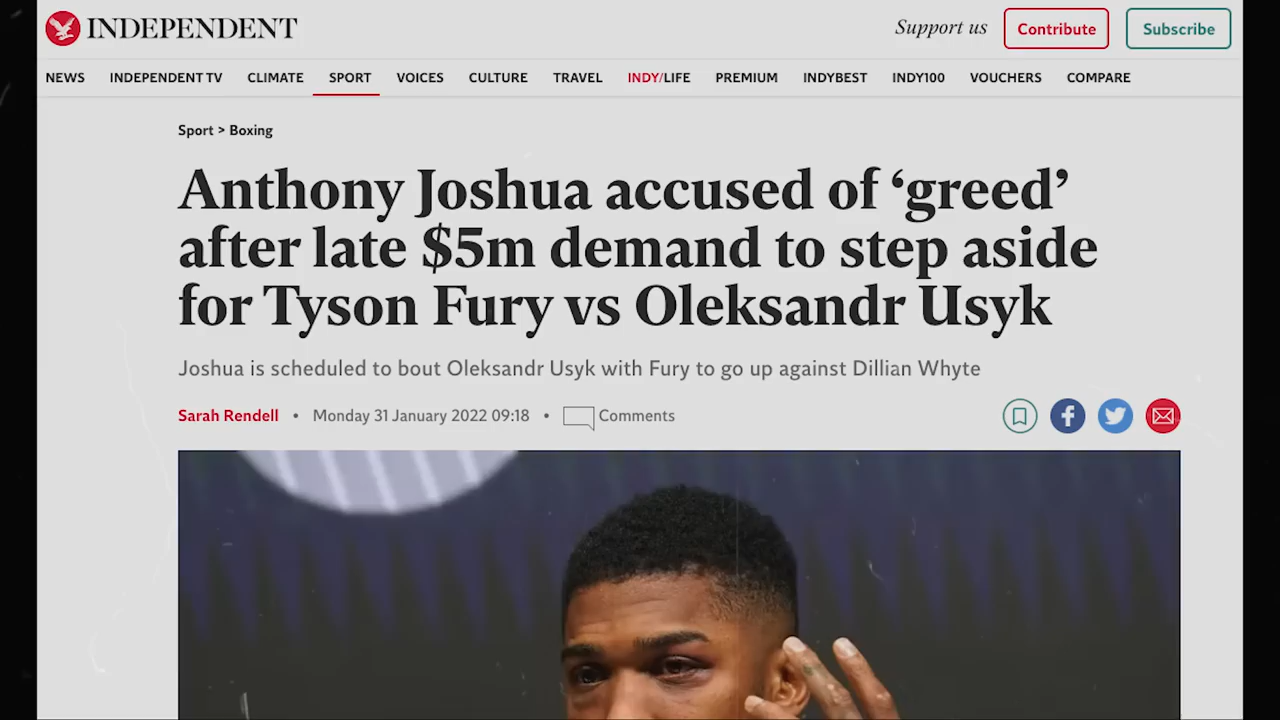 INDEPENDENT
Support us
Contribute
Subscribe
NEWS INDEPENDENT TV CLIMATE SPORT VOICES CULTURE TRAVEL INDY/LIFE PREMIUM INDYBEST INDY100 VOUCHERS COMPARE
Sport > Boxing
Anthony Joshua accused of ‘greed’
after late $5m demand to step aside
for Tyson Fury vs Oleksandr Usyk
Joshua is scheduled to bout Oleksandr Usyk with Fury to go up against Dillian Whyte
Sarah Rendell • Monday 31 January 2022 09:18 • Comments